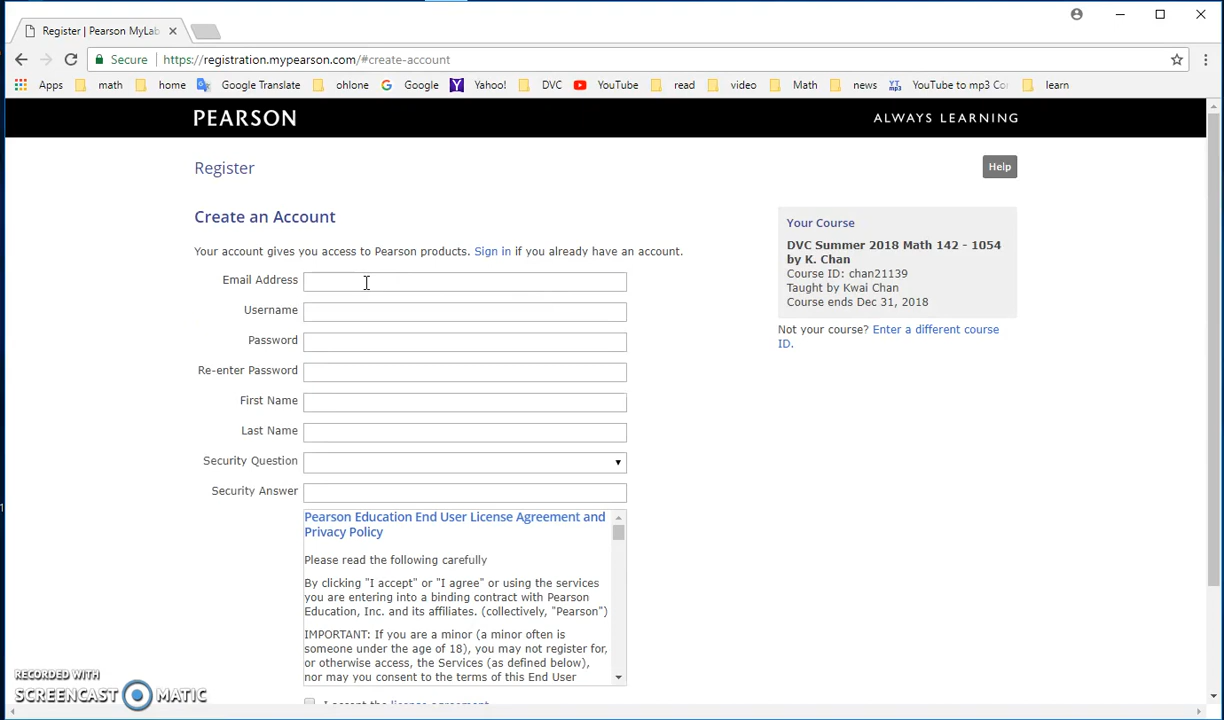 Register | Pearson MyLab
Secure
https://registration.mypearson.com/#create-account
Apps math home Google Translate ohlone Google Yahoo! DVC YouTube read video Math news YouTube to mp3 Co learn
PEARSON
ALWAYS LEARNING
Register
Help
Create an Account
Your account gives you access to Pearson products. Sign in if you already have an account.
Email Address
Username
Password
Re-enter Password
First Name
Last Name
Security Question
Security Answer
Pearson Education End User License Agreement and
Privacy Policy
Please read the following carefully
By clicking "I accept" or "I agree" or using the services
you are entering into a binding contract with Pearson
Education, Inc. and its affiliates. (collectively, "Pearson")
IMPORTANT: If you are a minor (a minor often is
someone under the age of 18), you may not register for,
or otherwise access, the Services (as defined below),
nor may you consent to the terms of this End User
I accept the license agreement
Your Course
DVC Summer 2018 Math 142 - 1054
by K. Chan
Course ID: chan21139
Taught by Kwai Chan
Course ends Dec 31, 2018
Not your course? Enter a different course
ID.
RECORDED WITH
SCREENCAST MATIC